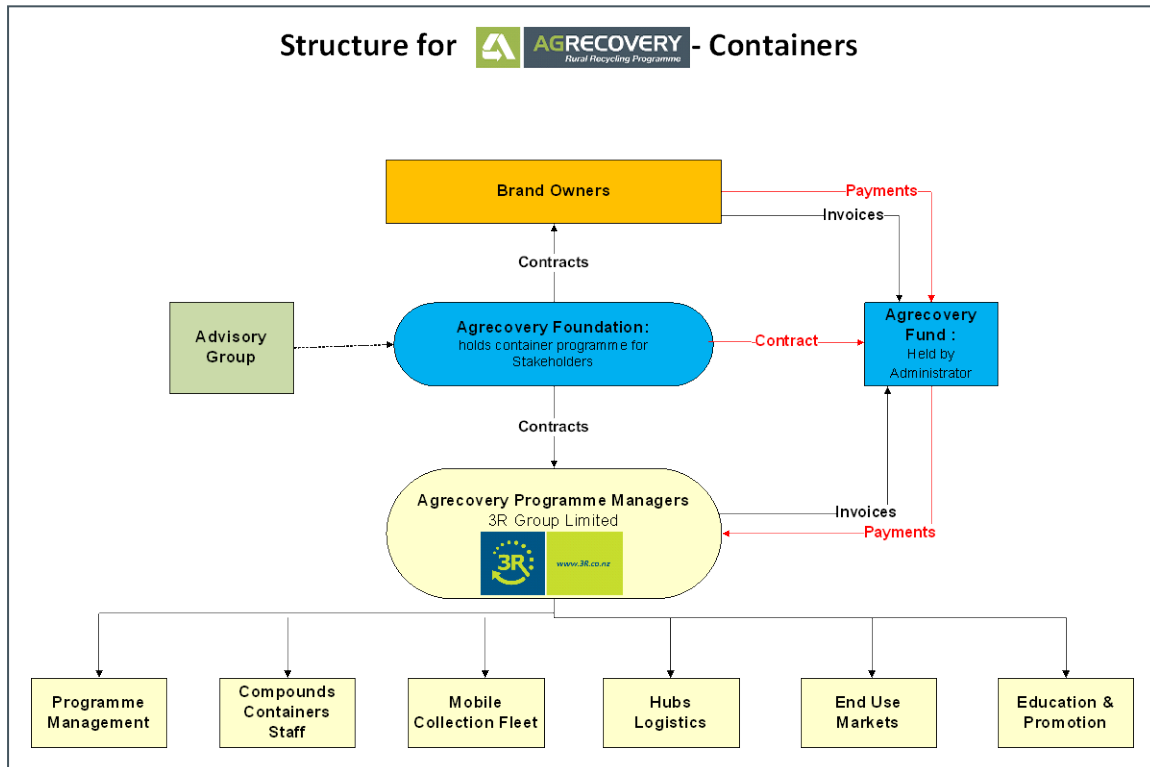 Structure for AGRECOVERY - Containers
Rural Recycling Programme
Brand Owners
Payments
Invoices
Contracts
Advisory
Group
Agrecovery Foundation:
holds container programme for
Stakeholders
Contract
Agrecovery
Fund :
Held by
Administrator
Contracts
Agrecovery Programme Managers
3R Group Limited
3R
www.3R.co.nz
Invoices
Payments
Programme
Management
Compounds
Containers
Staff
Mobile
Collection Fleet
Hubs
Logistics
End Use
Markets
Education &
Promotion